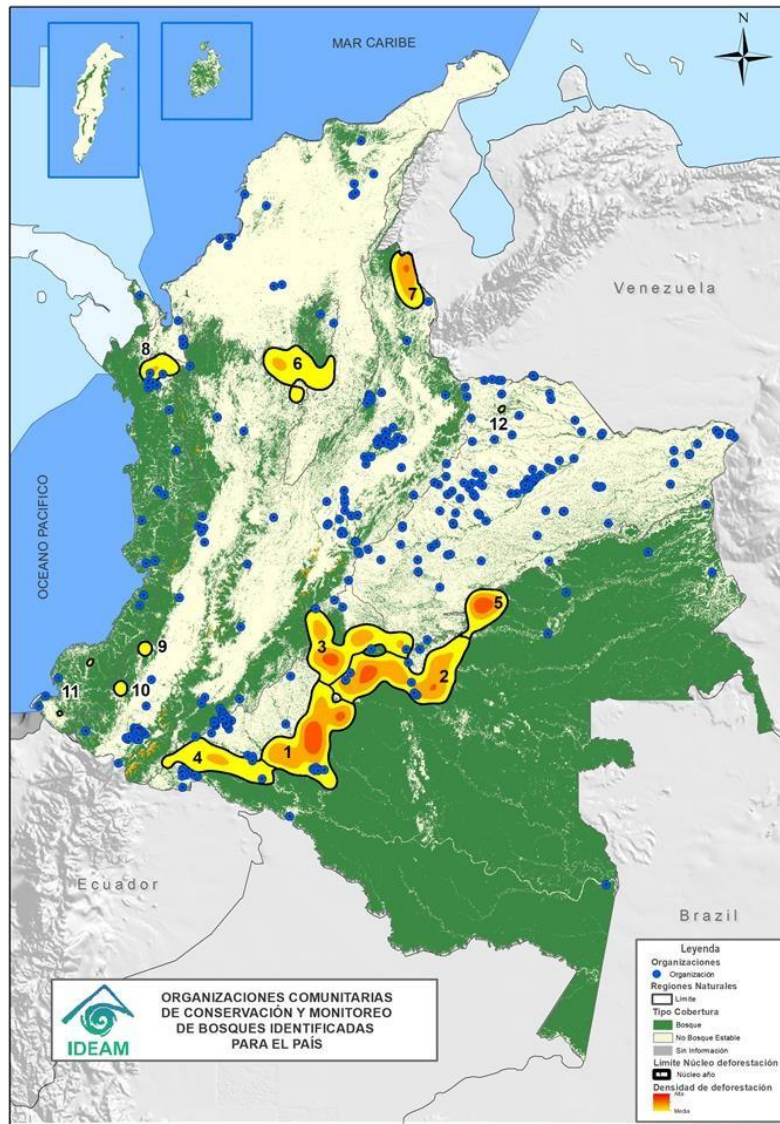 N
MAR CARIBE
Venezuela
7
8
6
12
OCEANO PACIFICO
5
9
3
2
10
11
1
4
Ecuador
Brazil
IDEAM
ORGANIZACIONES COMUNITARIAS
DE CONSERVACIÓN Y MONITOREO
DE BOSQUES IDENTIFICADAS
PARA EL PAÍS
Leyenda
Organizaciones
Organización
Regiones Naturales
Límite
Tipo Cobertura
Bosque
No Bosque Estable
Sin Información
Limite Núcleo deforestación
Núcleo año
Densidad de deforestación
Alta
Media